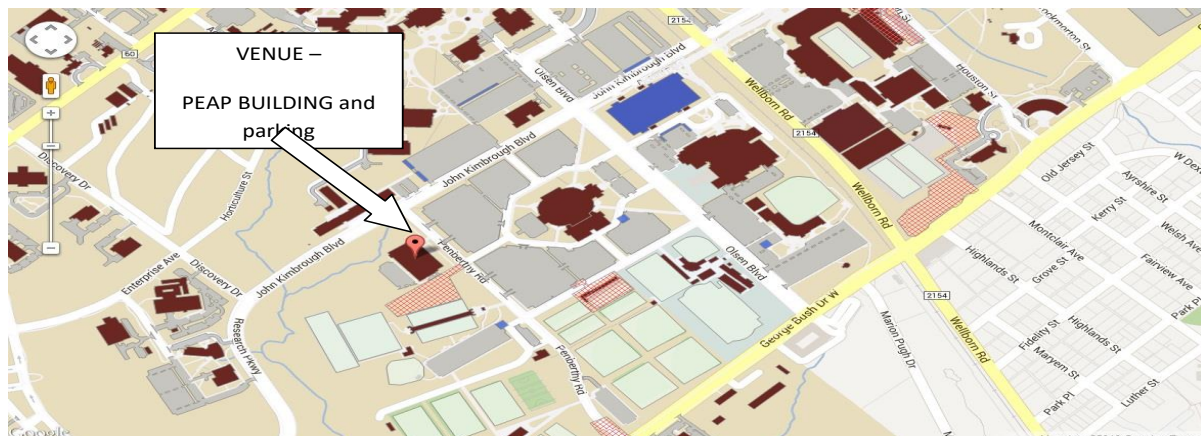 VENUE –
PEAP BUILDING and
parking
60
2154
Olsen Blvd
John Kimbrough Blvd
Wellborn Rd
2154
Houston St
Discovery Dr
Horticulture St
John Kimbrough Blvd
Old Jersey St
Ayrshire St
Kerry St
Welsh Ave
Montclair Ave
Fairview Ave
Wellborn Rd
Highlands St
Grove St
Park Pl
Enterprise Ave
Discovery Dr
John Kimbrough Blvd
Penberthy Rd
Olsen Blvd
George Bush Dr W
2154
Wellborn Rd
Marion Pugh Dr
Research Pkwy
Penberthy Rd
Fidelity St
Highlands St
Maryem St
Luther St
Park Pl
Google